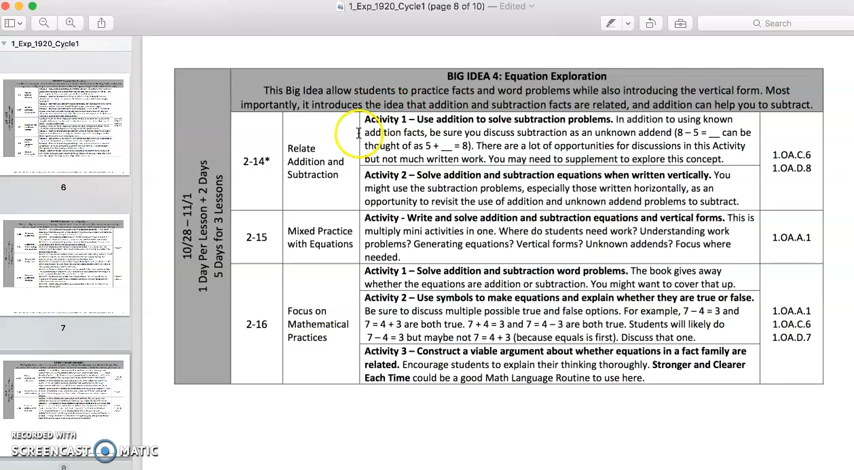 1_Exp_1920_Cycle1 (page 8 of 10) — Edited
Search
1_Exp_1920_Cycle1
6
7
8
10/28 – 11/1
1 Day Per Lesson + 2 Days
5 Days for 3 Lessons
BIG IDEA 4: Equation Exploration
This Big Idea allow students to practice facts and word problems while also introducing the vertical form. Most
importantly, it introduces the idea that addition and subtraction facts are related, and addition can help you to subtract.
2-14*
Relate
Addition and
Subtraction
Activity 1 – Use addition to solve subtraction problems. In addition to using known
addition facts, be sure you discuss subtraction as an unknown addend (8 – 5 = __ can be
thought of as 5 + __ = 8). There are a lot of opportunities for discussions in this Activity
but not much written work. You may need to supplement to explore this concept.
Activity 2 – Solve addition and subtraction equations when written vertically. You
might use the subtraction problems, especially those written horizontally, as an
opportunity to revisit the use of addition and unknown addend problems to subtract.
1.OA.C.6
1.OA.D.8
2-15
Mixed Practice
with Equations
Activity - Write and solve addition and subtraction equations and vertical forms. This is
multiply mini activities in one. Where do students need work? Understanding work
problems? Generating equations? Vertical forms? Unknown addends? Focus where
needed.
1.OA.A.1
2-16
Focus on
Mathematical
Practices
Activity 1 – Solve addition and subtraction word problems. The book gives away
whether the equations are addition or subtraction. You might want to cover that up.
Activity 2 – Use symbols to make equations and explain whether they are true or false.
Be sure to discuss multiple possible true and false options. For example, 7 – 4 = 3 and
7 = 4 + 3 are both true. 7 + 4 = 3 and 7 = 4 – 3 are both true. Students will likely do
7 – 4 = 3 but maybe not 7 = 4 + 3 (because equals is first). Discuss that one.
Activity 3 – Construct a viable argument about whether equations in a fact family are
related. Encourage students to explain their thinking thoroughly. Stronger and Clearer
Each Time could be a good Math Language Routine to use here.
1.OA.A.1
1.OA.C.6
1.OA.D.7
RECORDED WITH
SCREENCAST MATIC